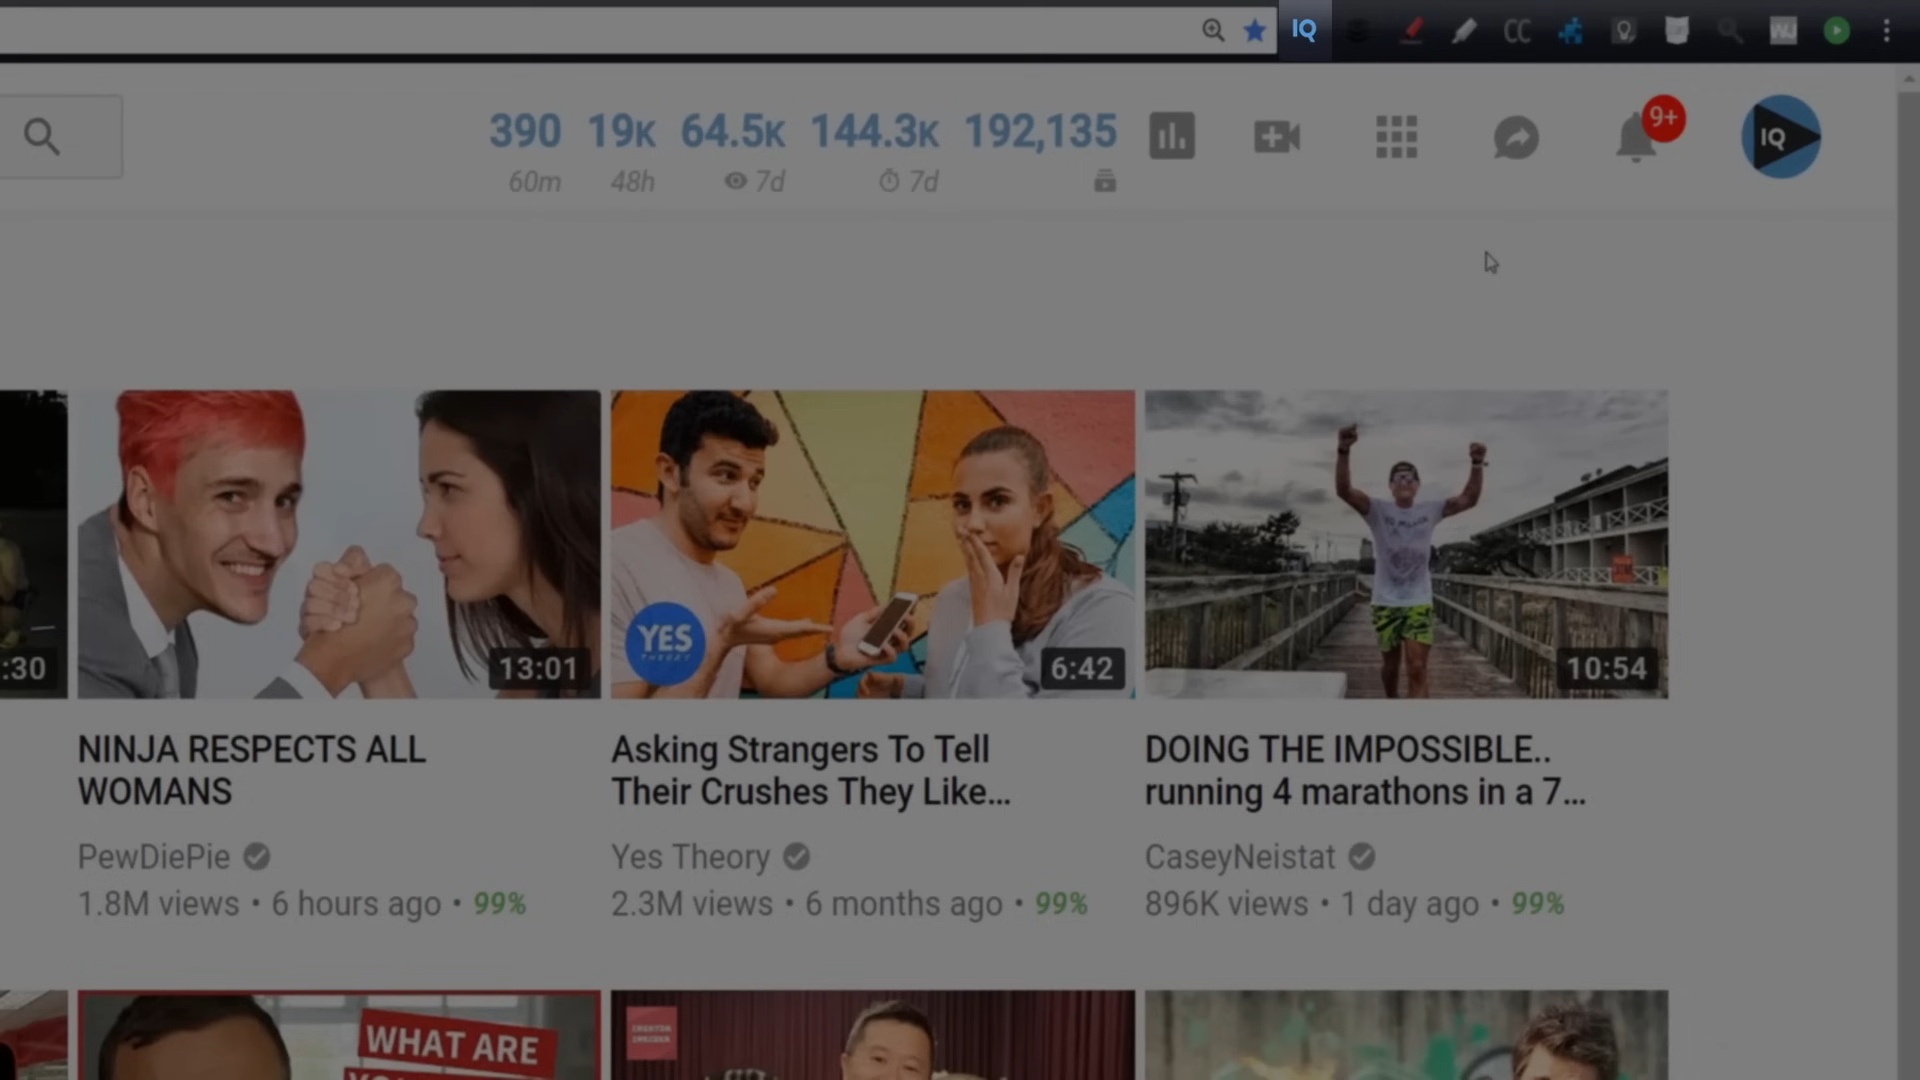 IQ
CC
WJ
390 19K 64.5K 144.3K 192,135
60m 48h 7d 7d
9+
IQ
:30
13:01
YES
THEORY
6:42
10:54
NINJA RESPECTS ALL
WOMANS
PewDiePie
1.8M views • 6 hours ago • 99%
Asking Strangers To Tell
Their Crushes They Like...
Yes Theory
2.3M views • 6 months ago • 99%
DOING THE IMPOSSIBLE..
running 4 marathons in a 7...
CaseyNeistat
896K views • 1 day ago • 99%
WHAT ARE